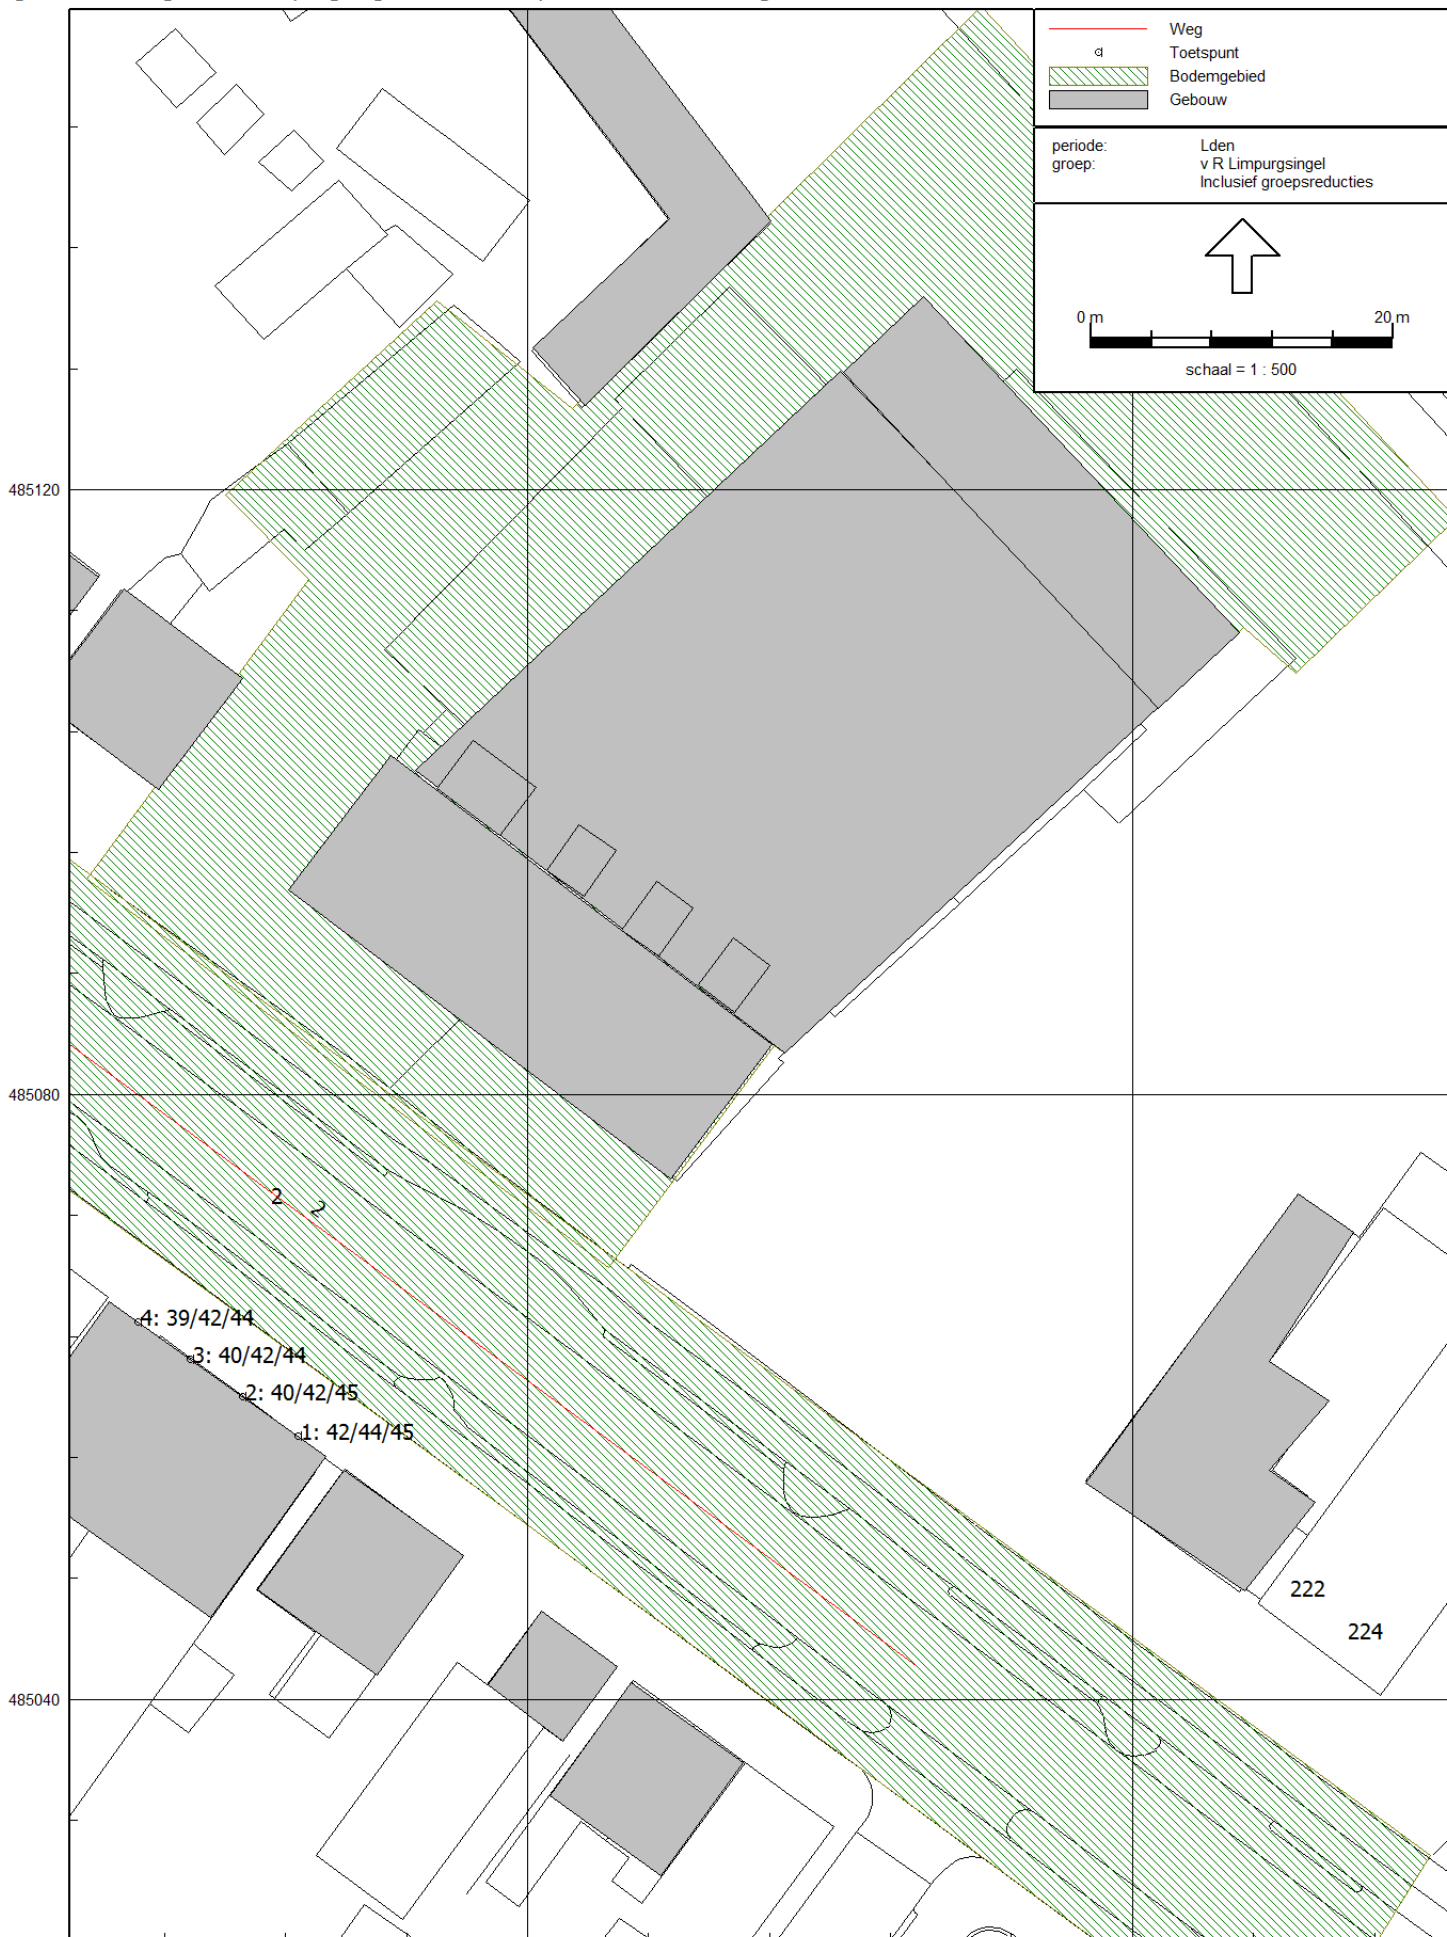 Weg
Toetspunt
Bodemgebied
Gebouw
periode: Lden
groep: v R Limpurgsingel
Inclusief groepsreducties
0 m 20 m
schaal = 1 : 500
485120
485080
2 2
4: 39/42/44
3: 40/42/44
2: 40/42/45
1: 42/44/45
222
224
485040